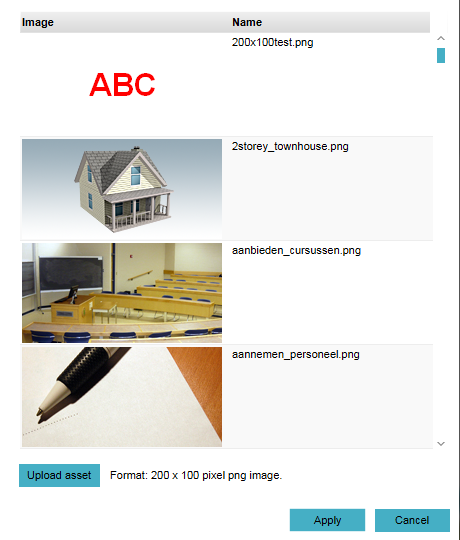 Image Name
200x100test.png
ABC
2storey_townhouse.png
aanbieden_cursussen.png
aannemen_personeel.png
Upload asset Format: 200 x 100 pixel png image.
Apply Cancel